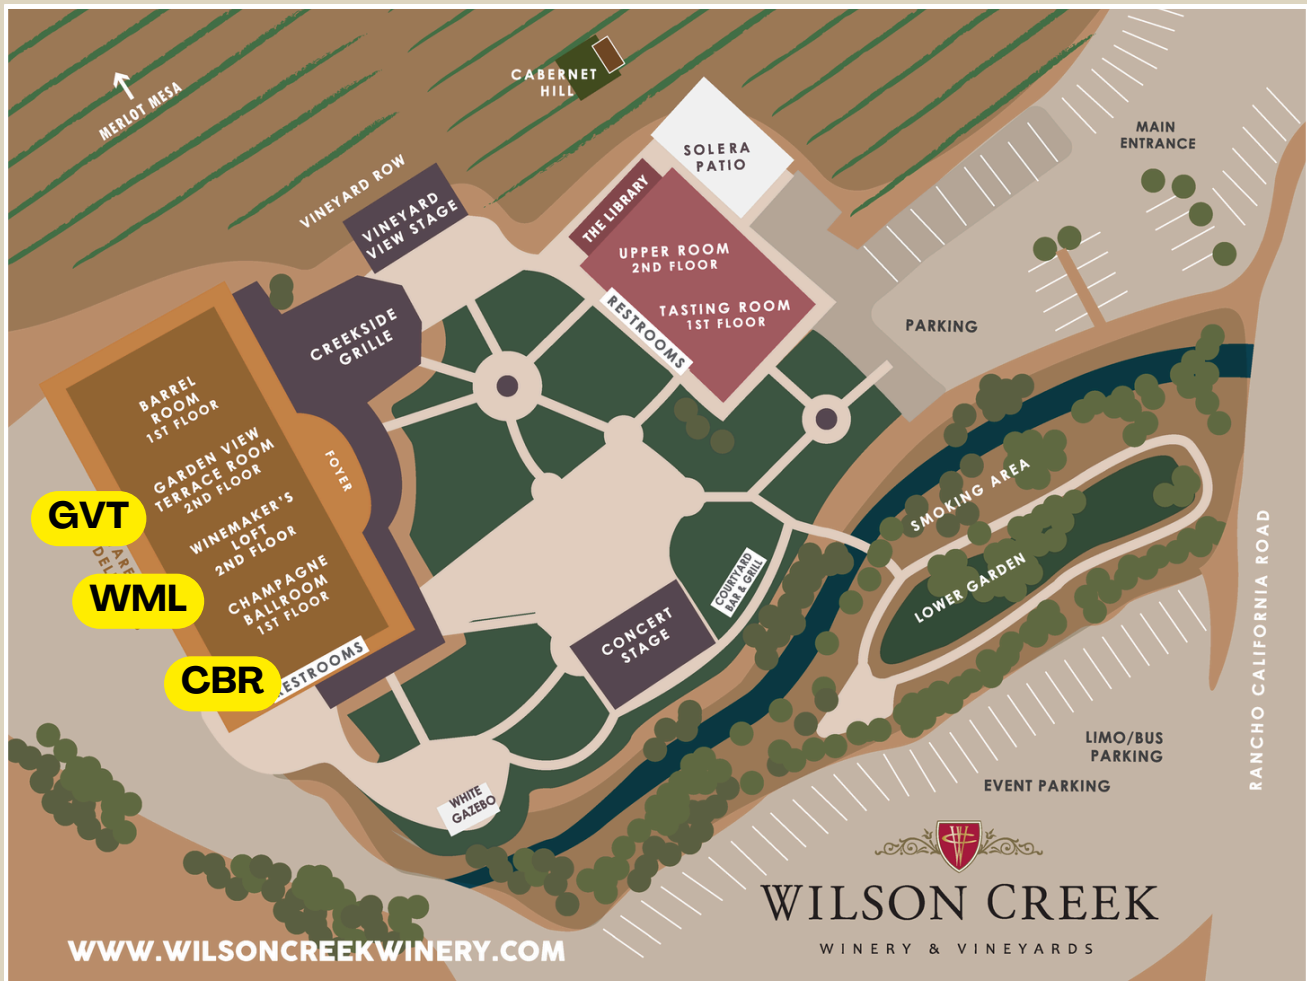 CABERNET
HILL
MERLOT MESA
MAIN
ENTRANCE
SOLERA
PATIO
VINEYARD ROW
VINEYARD
VIEW STAGE
THE LIBRARY
UPPER ROOM
2ND FLOOR
TASTING ROOM
1ST FLOOR
RESTROOMS
PARKING
CREEKSIDE
GRILLE
BARREL
ROOM
1ST FLOOR
GARDEN VIEW
TERRACE ROOM
2ND FLOOR
FOYER
WINEMAKER'S
LOFT
2ND FLOOR
CHAMPAGNE
BALLROOM
1ST FLOOR
GVT
WML
CBR
ESTROOMS
SMOKING AREA
LOWER GARDEN
COURTYARD
BAR & GRILL
CONCERT
STAGE
WHITE
GAZEBO
RANCHO CALIFORNIA ROAD
LIMO/BUS
PARKING
EVENT PARKING
WILSON CREEK
WINERY & VINEYARDS
WWW.WILSONCREEKWINERY.COM